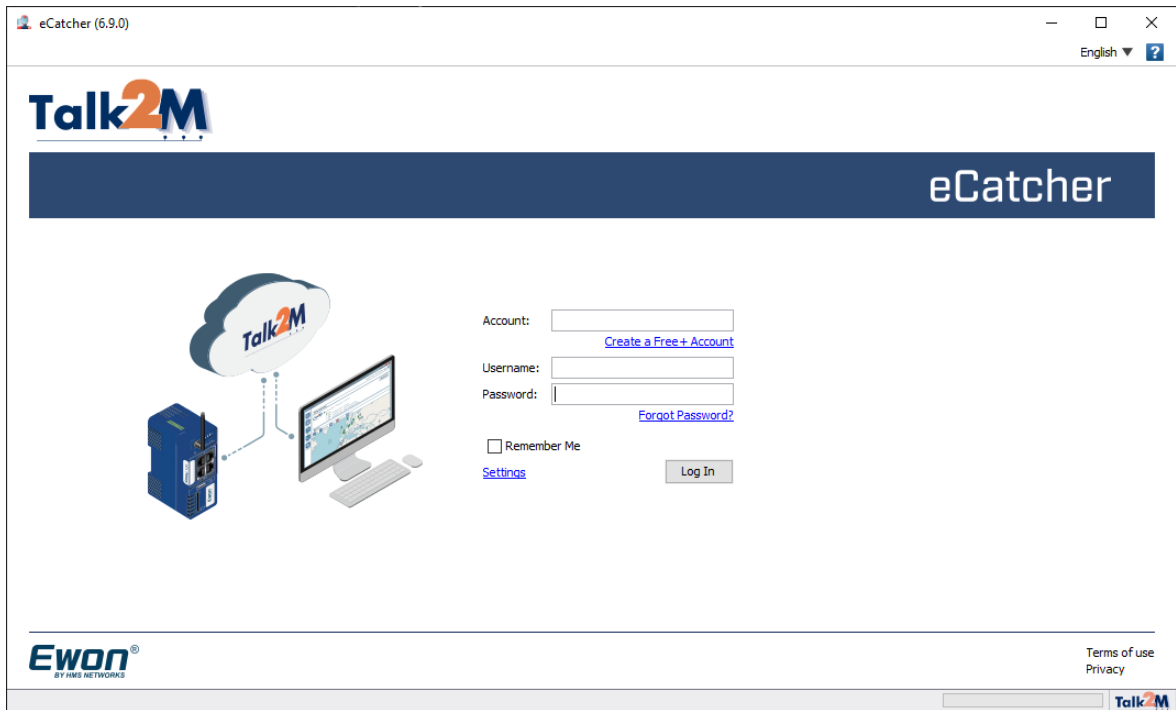 eCatcher (6.9.0)
English
?
Talk2M
eCatcher
Talk2M
Account:
Create a Free+ Account
Username:
Password:
Forgot Password?
Remember Me
Settings
Log In
Ewon®
BY HMS NETWORKS
Terms of use
Privacy
Talk2M